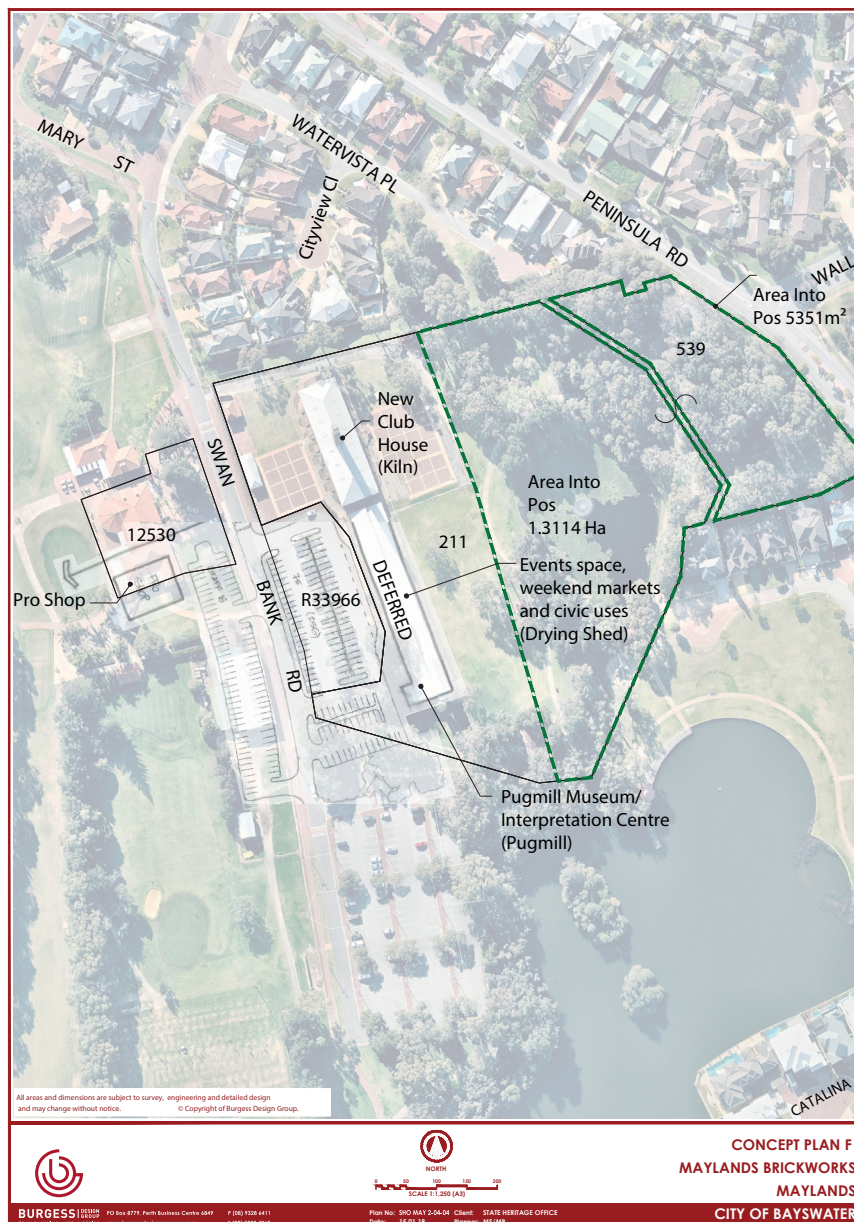 MARY ST
WATERVISTA PL
Cityview Cl
PENINSULA RD
WALL
Area Into
Pos 5351m²
539
New
Club
House
(Kiln)
SWAN
BANK
RD
12530
Area Into
Pos
1.3114 Ha
211
Events space,
weekend markets
and civic uses
(Drying Shed)
DEFERRED
R33966
Pro Shop
Pugmill Museum/
Interpretation Centre
(Pugmill)
CATALINA
All areas and dimensions are subject to survey, engineering and detailed design
and may change without notice. © Copyright of Burgess Design Group.
NORTH
0 50 100 150 200
SCALE 1:1,250 (A3)
CONCEPT PLAN F
MAYLANDS BRICKWORKS
MAYLANDS
CITY OF BAYSWATER
BURGESS DESIGN GROUP
PO Box 8779, Perth Business Centre 6849 P (08) 9328 6411
Plan No: SHO MAY 2-04-04 Client: STATE HERITAGE OFFICE